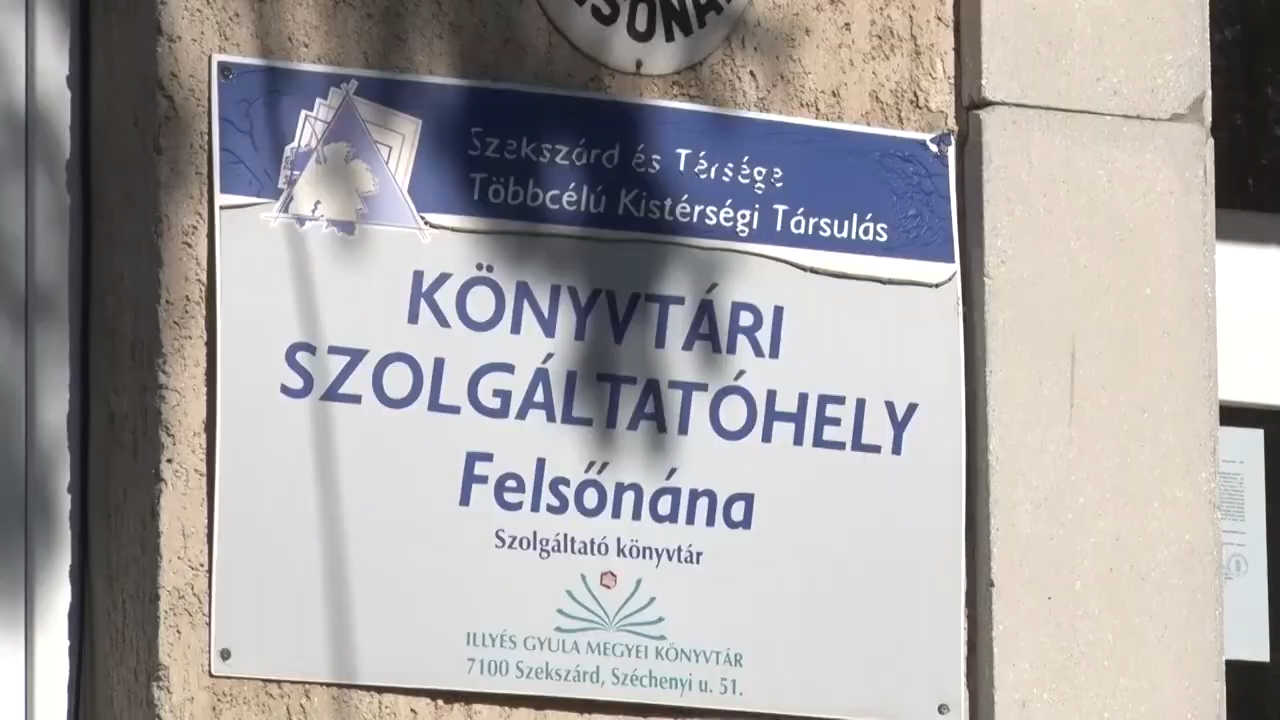 Szekszárd és Térsége
Többcélú Kistérségi Társulás
KÖNYVTÁRI
SZOLGÁLTATÓHELY
Felsőnána
Szolgáltató könyvtár
ILLYÉS GYULA MEGYEI KÖNYVTÁR
7100 Szekszárd, Széchenyi u. 51.